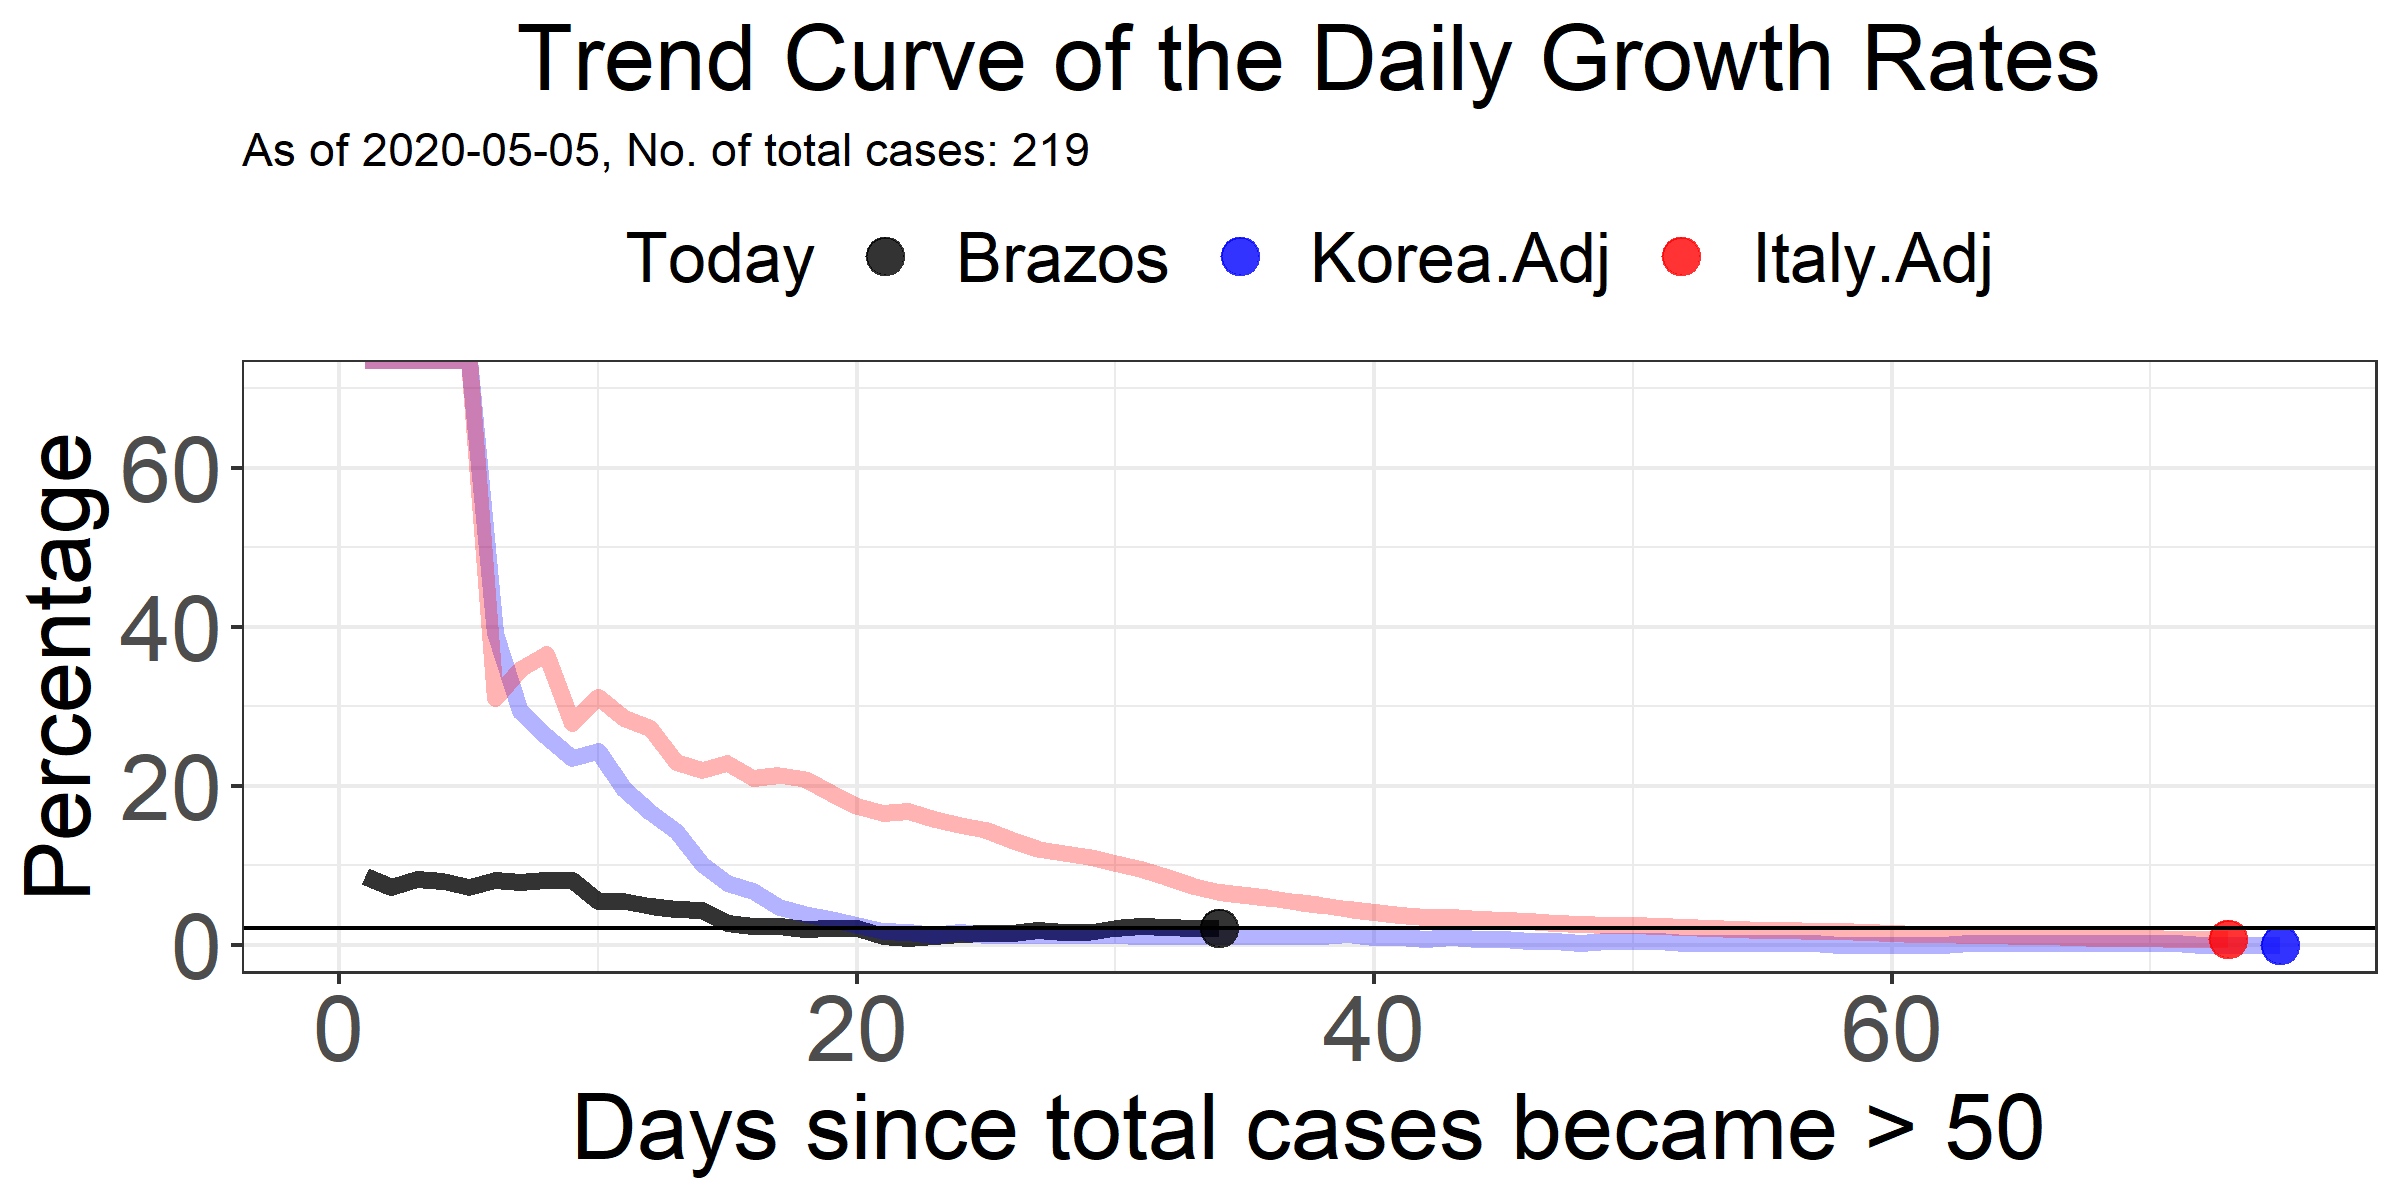 Trend Curve of the Daily Growth Rates
As of 2020-05-05, No. of total cases: 219
Today Brazos Korea.Adj Italy.Adj
Percentage
60
40
20
0
0 20 40 60
Days since total cases became > 50